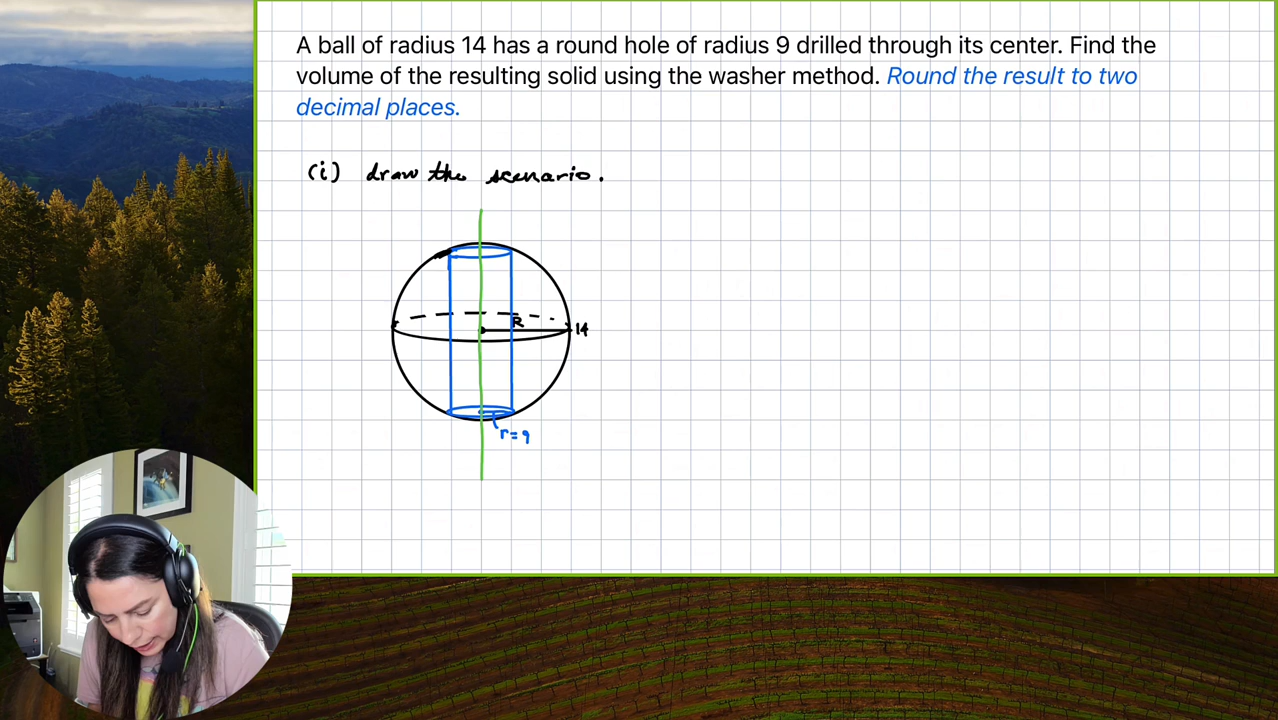 A ball of radius 14 has a round hole of radius 9 drilled through its center. Find the
volume of the resulting solid using the washer method. Round the result to two
decimal places.
(i) draw the scenario.
R
14
r=9